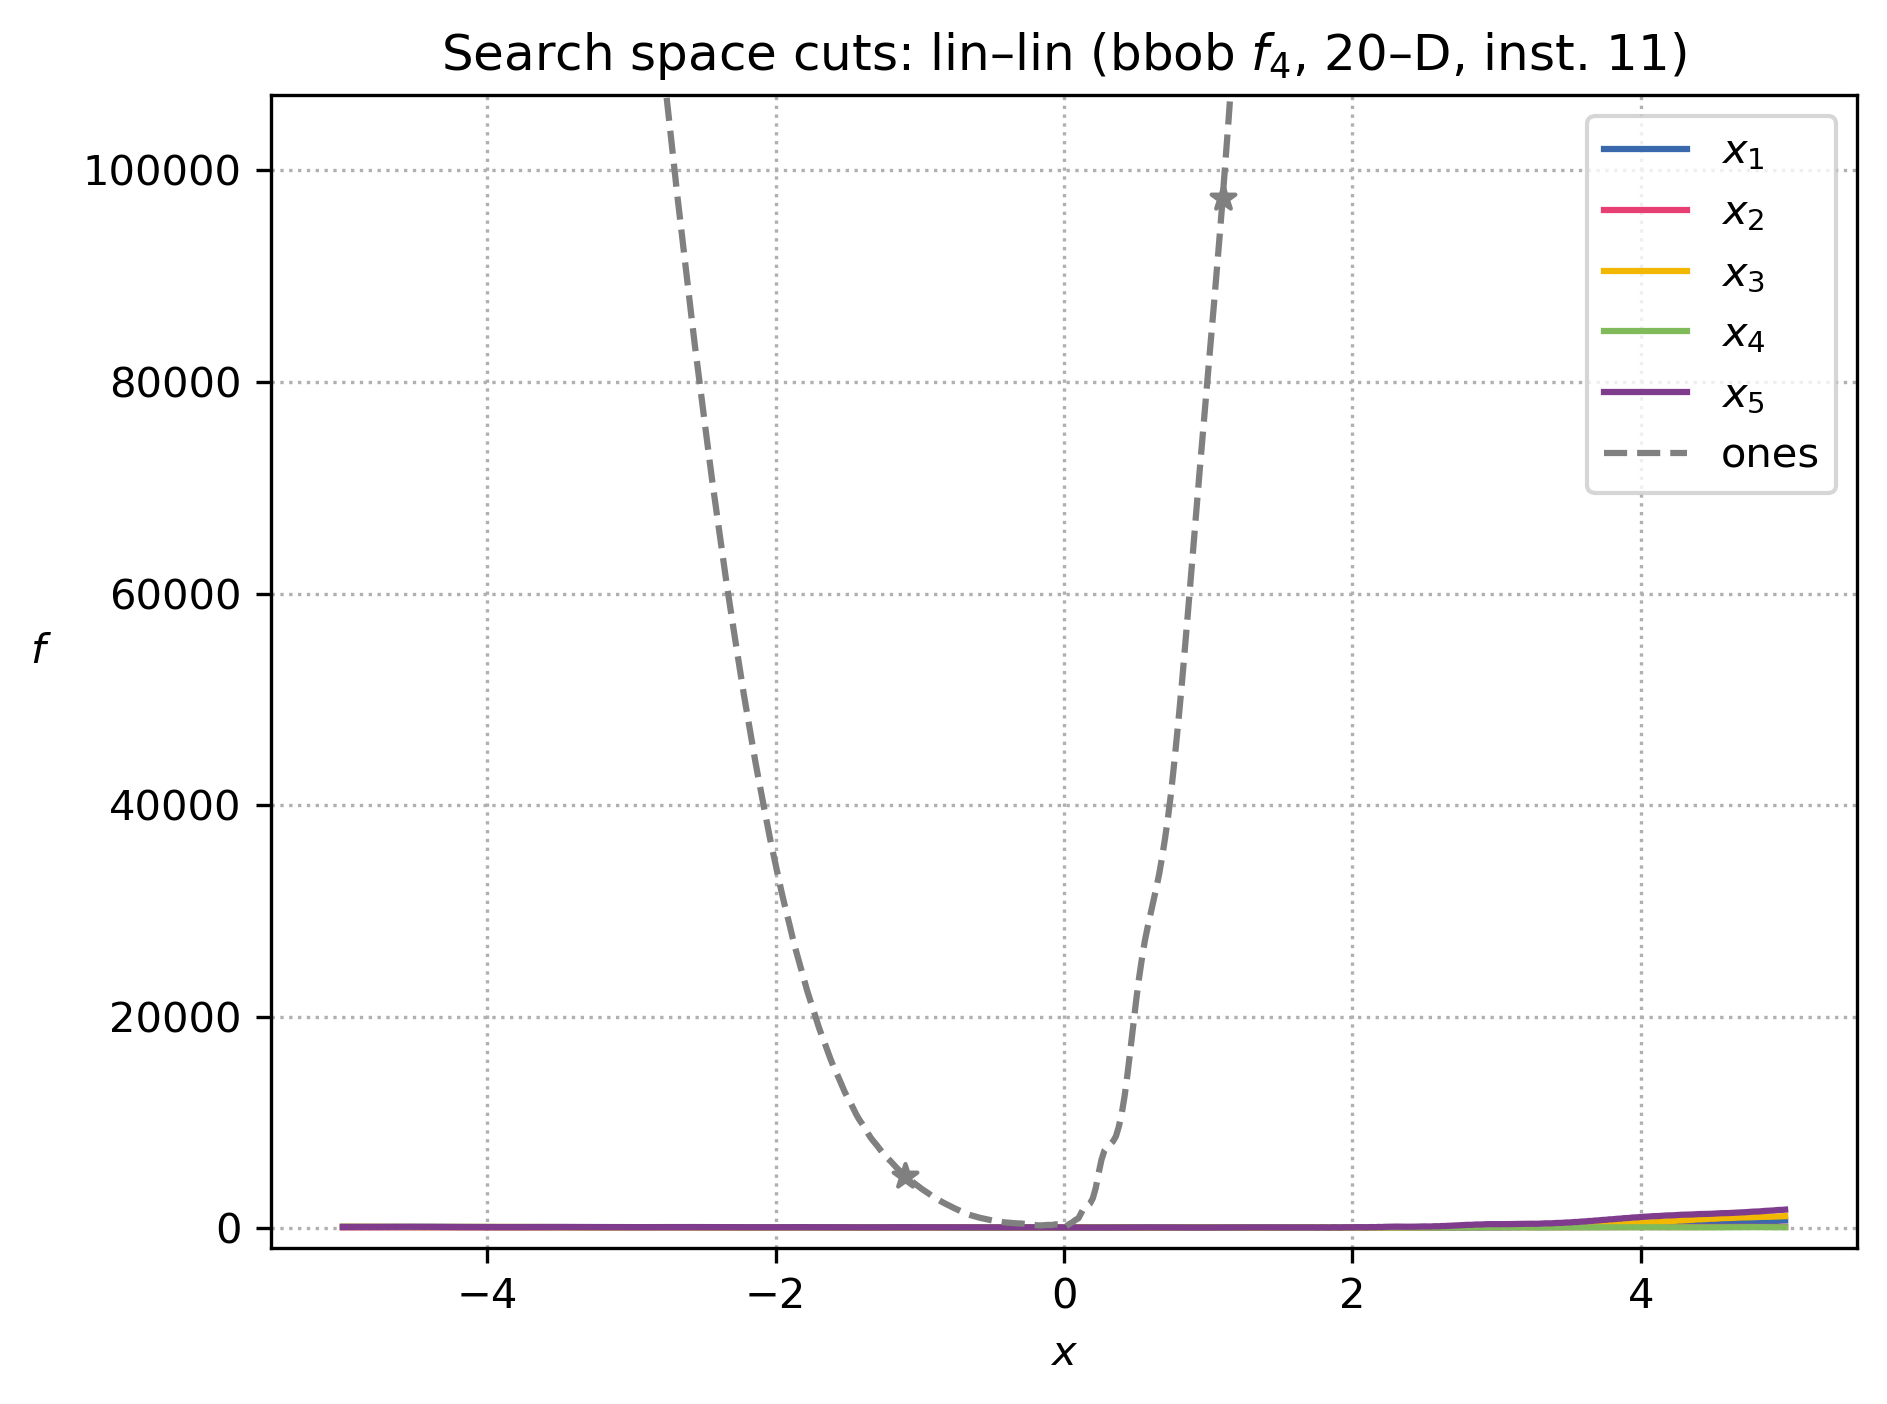 Search space cuts: lin–lin (bbob f4, 20–D, inst. 11)
100000
80000
60000
40000
20000
0
f
x1
x2
x3
x4
x5
ones
−4
−2
0
2
4
x